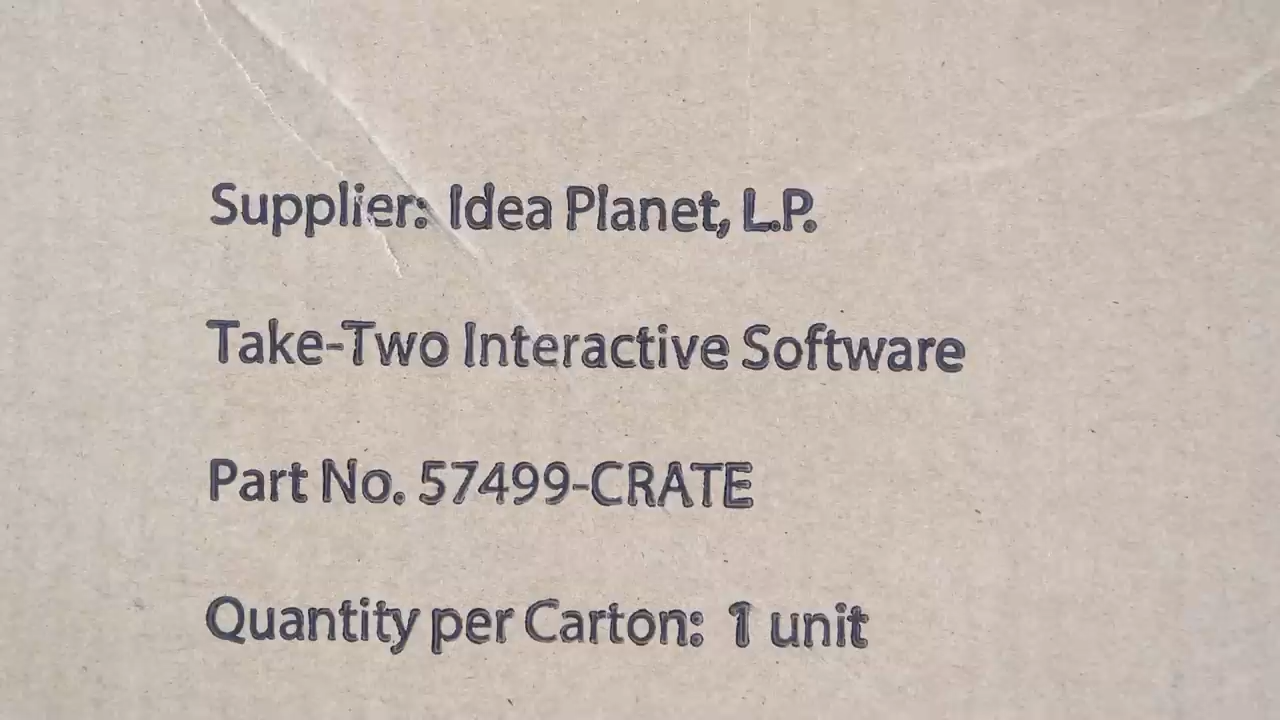 Supplier: Idea Planet, L.P.
Take-Two Interactive Software
Part No. 57499-CRATE
Quantity per Carton: 1 unit